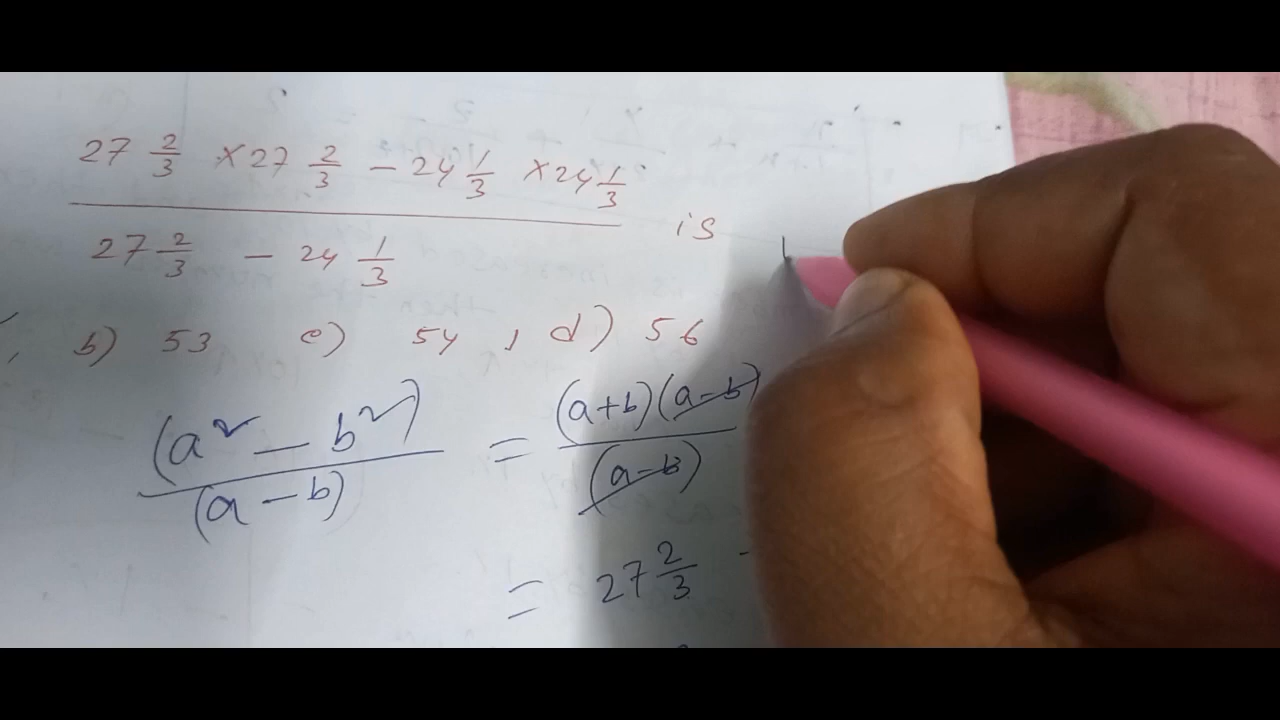 27 2/3 × 27 2/3 − 24 1/3 × 24 1/3
27 2/3 − 24 1/3
is
, b) 53 c) 54 , d) 56
(a² − b²) = (a+b)(a−b)
(a − b) (a−b)
= 27 2/3